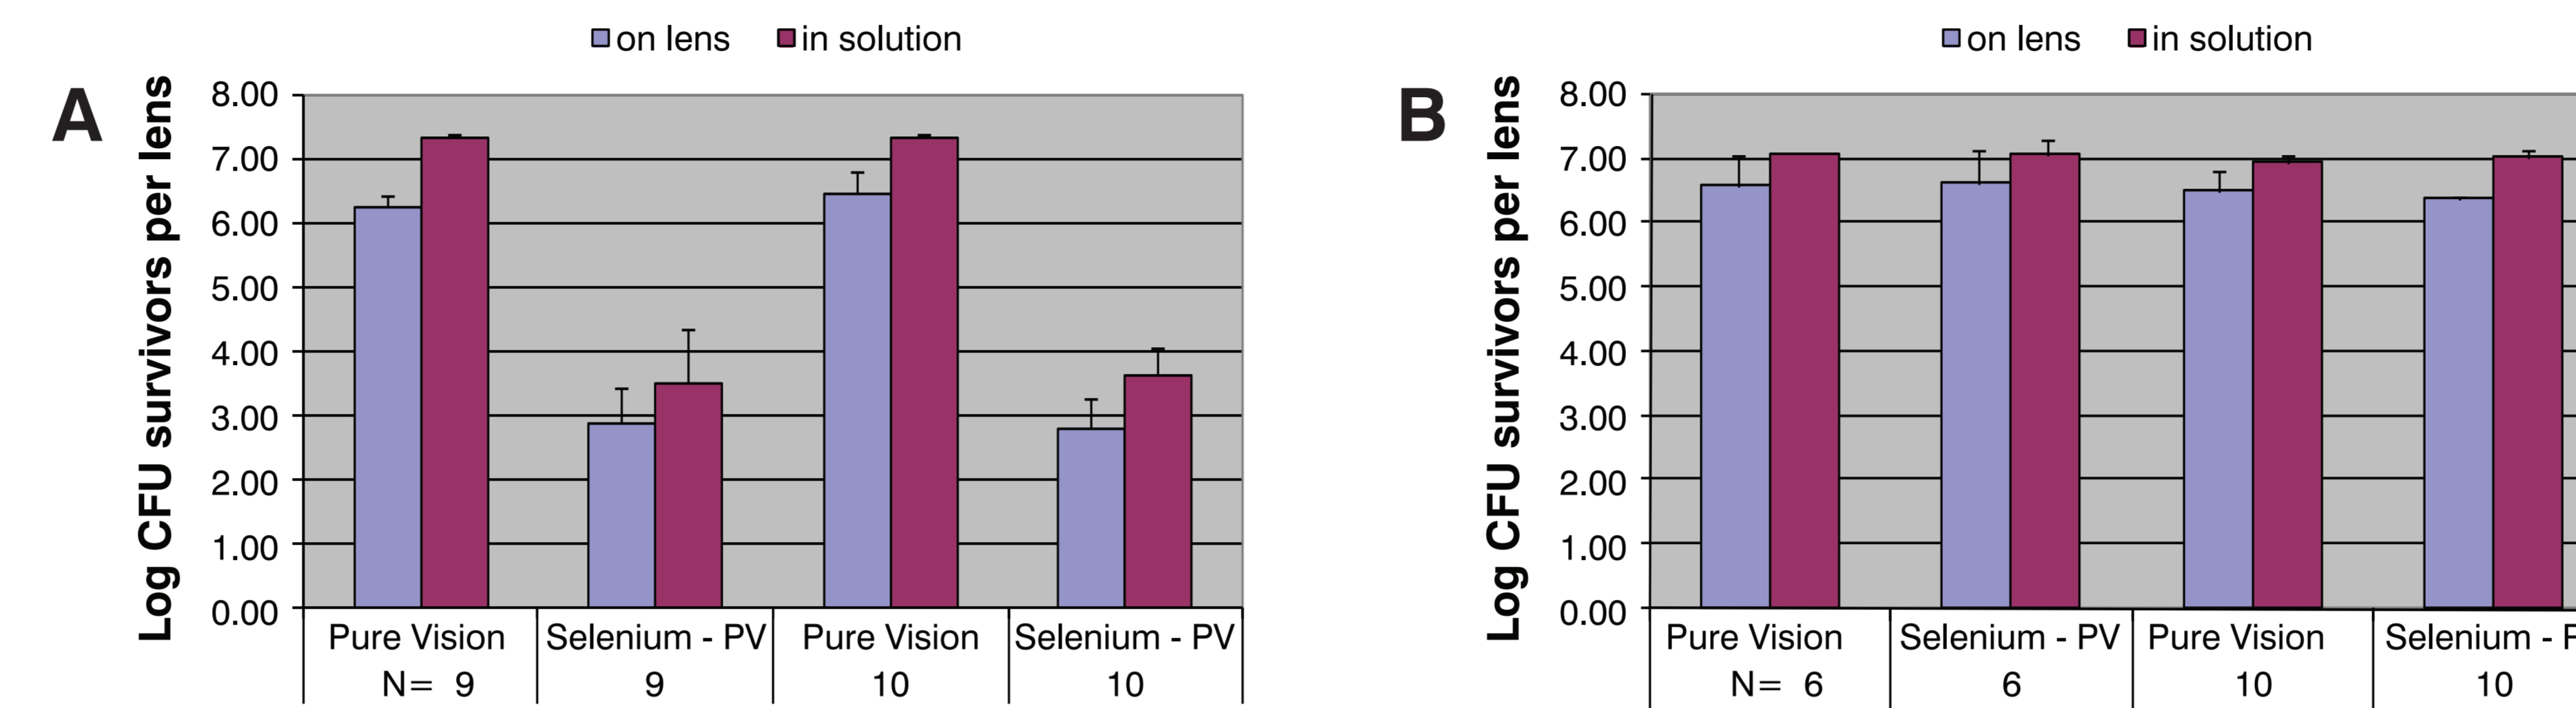 on lens in solution
A
Log CFU survivors per lens
8.00
7.00
6.00
5.00
4.00
3.00
2.00
1.00
0.00
Pure Vision Selenium - PV Pure Vision Selenium - PV
N= 9 9 10 10
on lens in solution
B
Log CFU survivors per lens
8.00
7.00
6.00
5.00
4.00
3.00
2.00
1.00
0.00
Pure Vision Selenium - PV Pure Vision Selenium -
N= 6 6 10 10